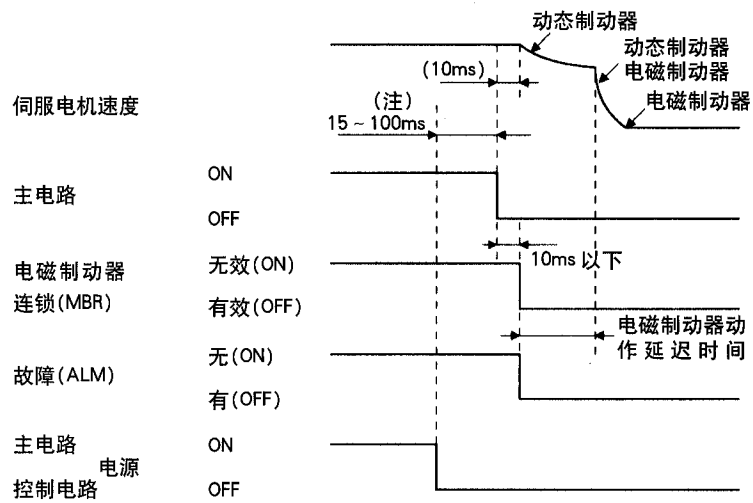 动态制动器
动态制动器
电磁制动器
电磁制动器
(10ms)
伺服电机速度
(注)
15 ~ 100ms
主电路
ON
OFF
10ms 以下
电磁制动器
连锁(MBR)
无效(ON)
有效(OFF)
电磁制动器动
作延迟时间
故障(ALM)
无(ON)
有(OFF)
主电路
电源
控制电路
ON
OFF